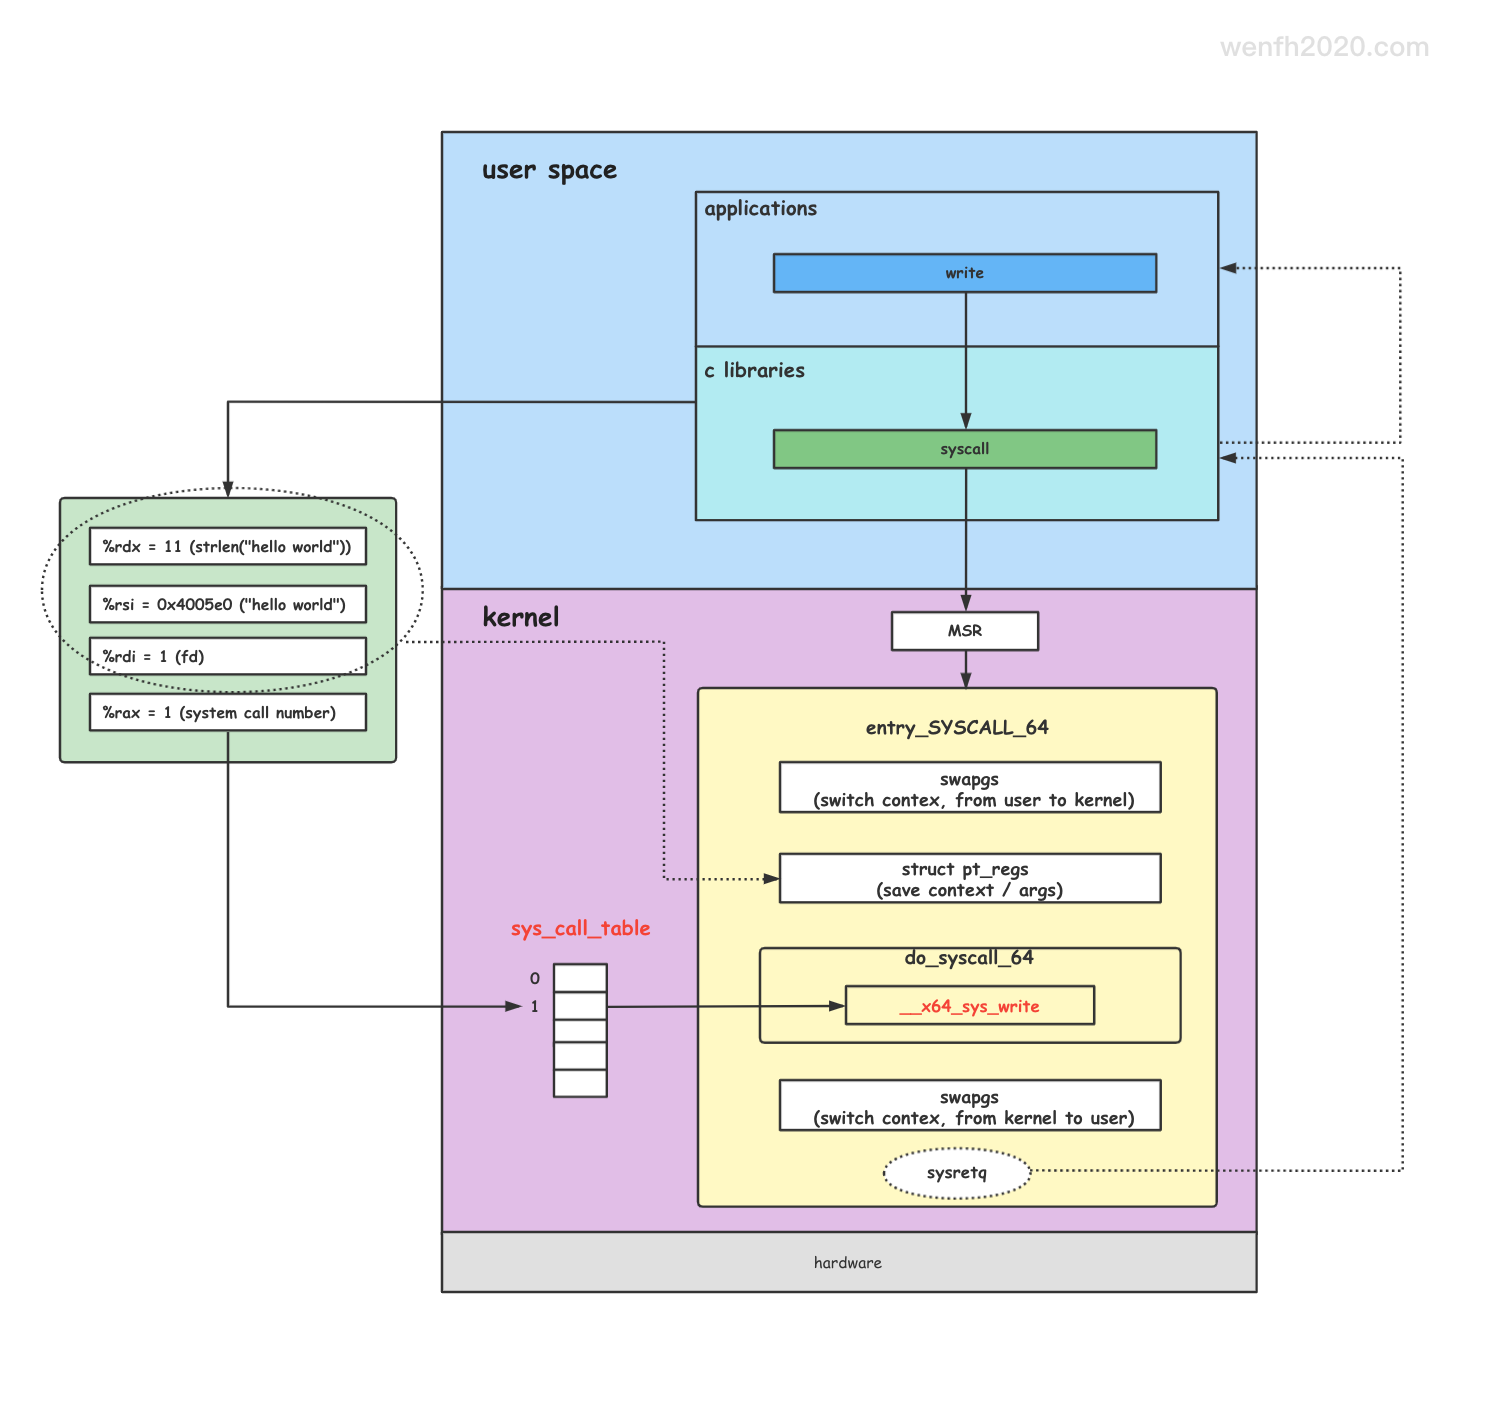 wenfh2020.com
user space
applications
write
c libraries
syscall
%rdx = 11 (strlen("hello world"))
%rsi = 0x4005e0 ("hello world")
%rdi = 1 (fd)
%rax = 1 (system call number)
kernel
MSR
entry_SYSCALL_64
swapgs
(switch contex, from user to kernel)
struct pt_regs
(save context / args)
sys_call_table
0
1
do_syscall_64
__x64_sys_write
swapgs
(switch contex, from kernel to user)
sysretq
hardware